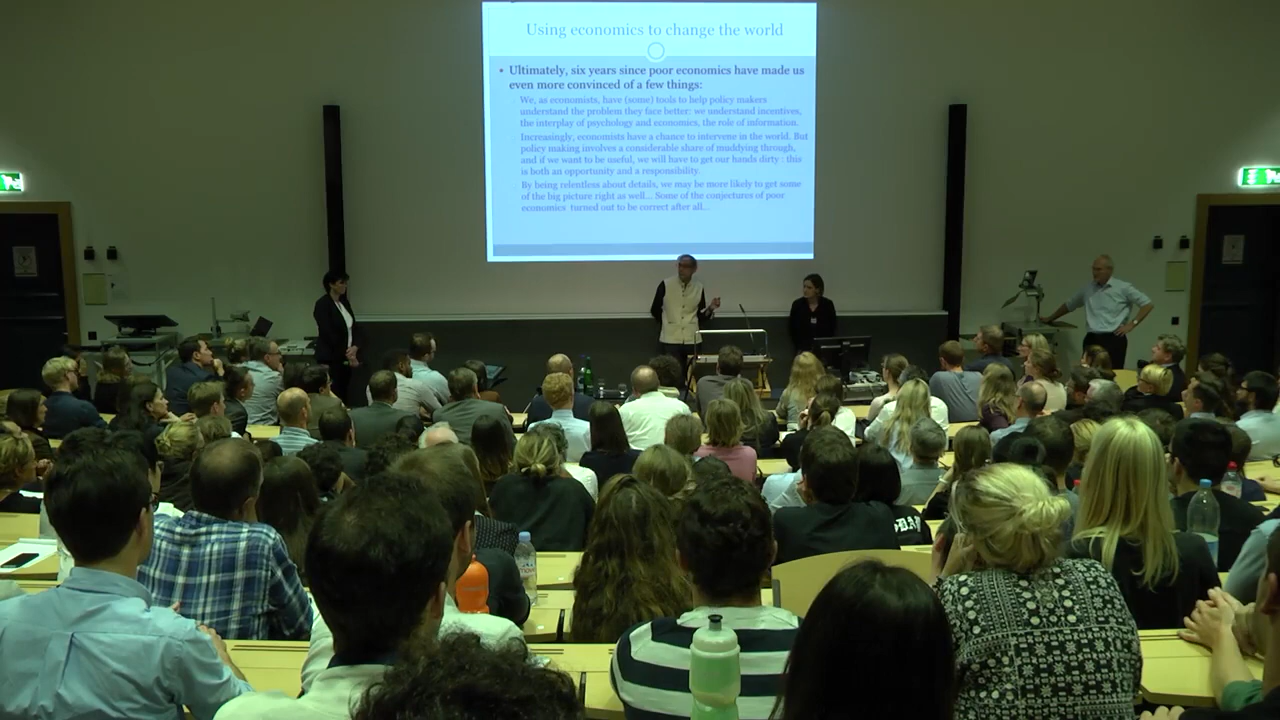 Using economics to change the world
• Ultimately, six years since poor economics have made us
even more convinced of a few things:
We, as economists, have (some) tools to help policy makers
understand the problem they face better: we understand incentives,
the interplay of psychology and economics, the role of information.
Increasingly, economists have a chance to intervene in the world. But
policy making involves a considerable share of muddying through,
and if we want to be useful, we will have to get our hands dirty : this
is both an opportunity and a responsibility.
By being relentless about details, we may be more likely to get some
of the big picture right as well... Some of the conjectures of poor
economics turned out to be correct after all...